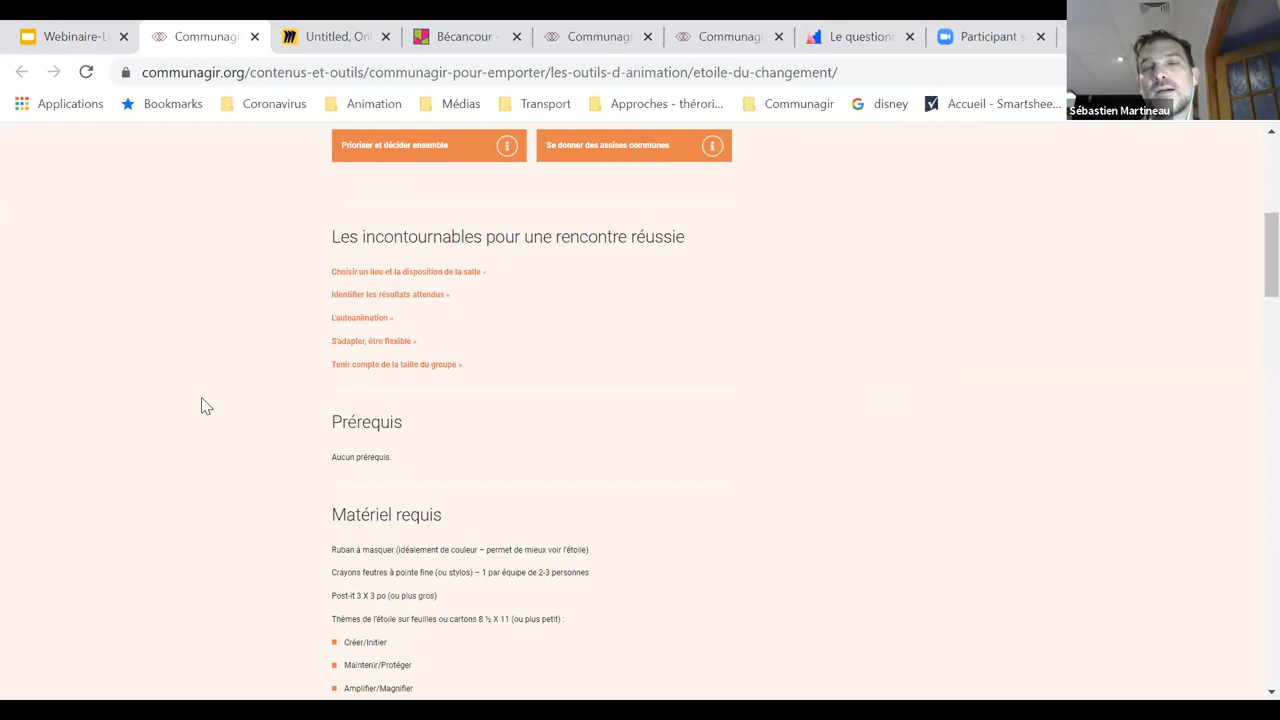 Webinaire-L
Communagi
Untitled, Onl
Bécancour -
Communagi
Communagi
Le questionn
Participant s
communagir.org/contenus-et-outils/communagir-pour-emporter/les-outils-d-animation/etoile-du-changement/
Sébastien Martineau
Applications
Bookmarks
Coronavirus
Animation
Médias
Transport
Approches - thérori...
Communagir
disney
Accueil - Smartshee...
Prioriser et décider ensemble
Se donner des assises communes
Les incontournables pour une rencontre réussie
Choisir un lieu et la disposition de la salle »
Identifier les résultats attendus »
L'autoanimation »
S'adapter, être flexible »
Tenir compte de la taille du groupe »
Prérequis
Aucun prérequis.
Matériel requis
Ruban à masquer (idéalement de couleur – permet de mieux voir l'étoile)
Crayons feutres à pointe fine (ou stylos) – 1 par équipe de 2-3 personnes
Post-it 3 X 3 po (ou plus gros)
Thèmes de l'étoile sur feuilles ou cartons 8 ½ X 11 (ou plus petit) :
Créer/Initier
Maintenir/Protéger
Amplifier/Magnifier